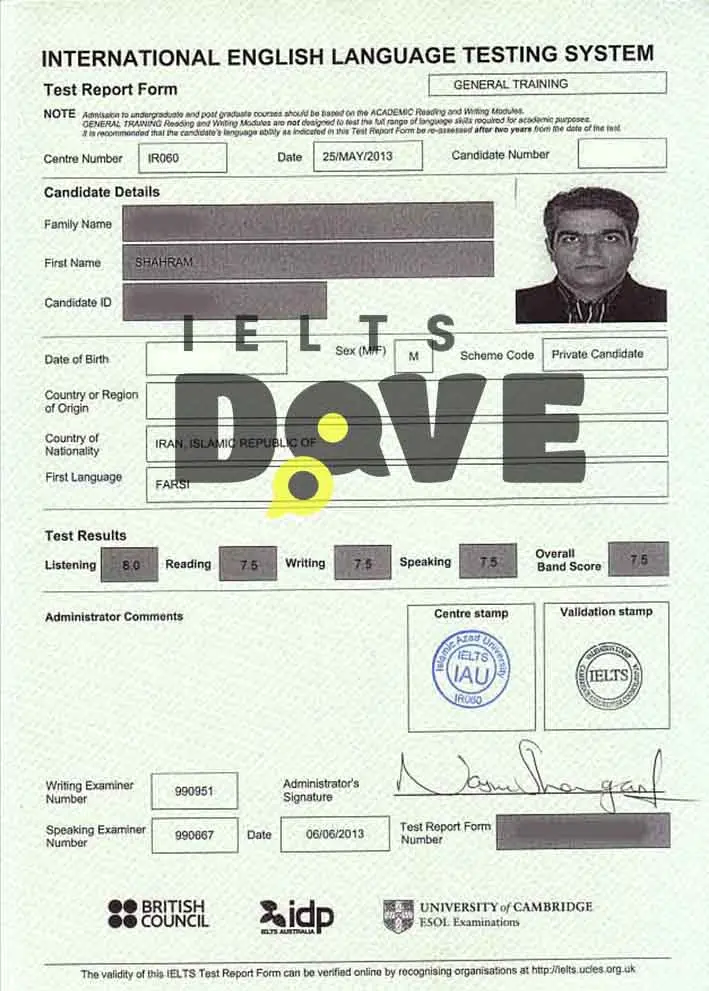 INTERNATIONAL ENGLISH LANGUAGE TESTING SYSTEM
Test Report Form
GENERAL TRAINING
NOTE Admission to undergraduate and post graduate courses should be based on the ACADEMIC Reading and Writing Modules.
GENERAL TRAINING Reading and Writing Modules are not designed to test the full range of language skills required for academic purposes.
It is recommended that the candidate's language ability as indicated in this Test Report Form be re-assessed after two years from the date of the test.
Centre Number IR060 Date 25/MAY/2013 Candidate Number
Candidate Details
Family Name
First Name SHAHRAM
Candidate ID
IELTS
Date of Birth Sex (M/F) M Scheme Code Private Candidate
DAVE
Country or Region
of Origin
Country of
Nationality
IRAN, ISLAMIC REPUBLIC OF
First Language FARSI
Test Results
Listening 8.0 Reading 7.5 Writing 7.5 Speaking 7.5 Overall Band Score 7.5
Administrator Comments
Centre stamp
Islamic Azad University
IELTS
IAU
IR060
Validation stamp
IELTS
Writing Examiner
Number
990951
Administrator's
Signature
Speaking Examiner
Number
990667
Date 06/06/2013
Test Report Form
Number
BRITISH
COUNCIL
idp
IELTS AUSTRALIA
UNIVERSITY of CAMBRIDGE
ESOL Examinations
The validity of this IELTS Test Report Form can be verified online by recognising organisations at http://ielts.ucles.org.uk